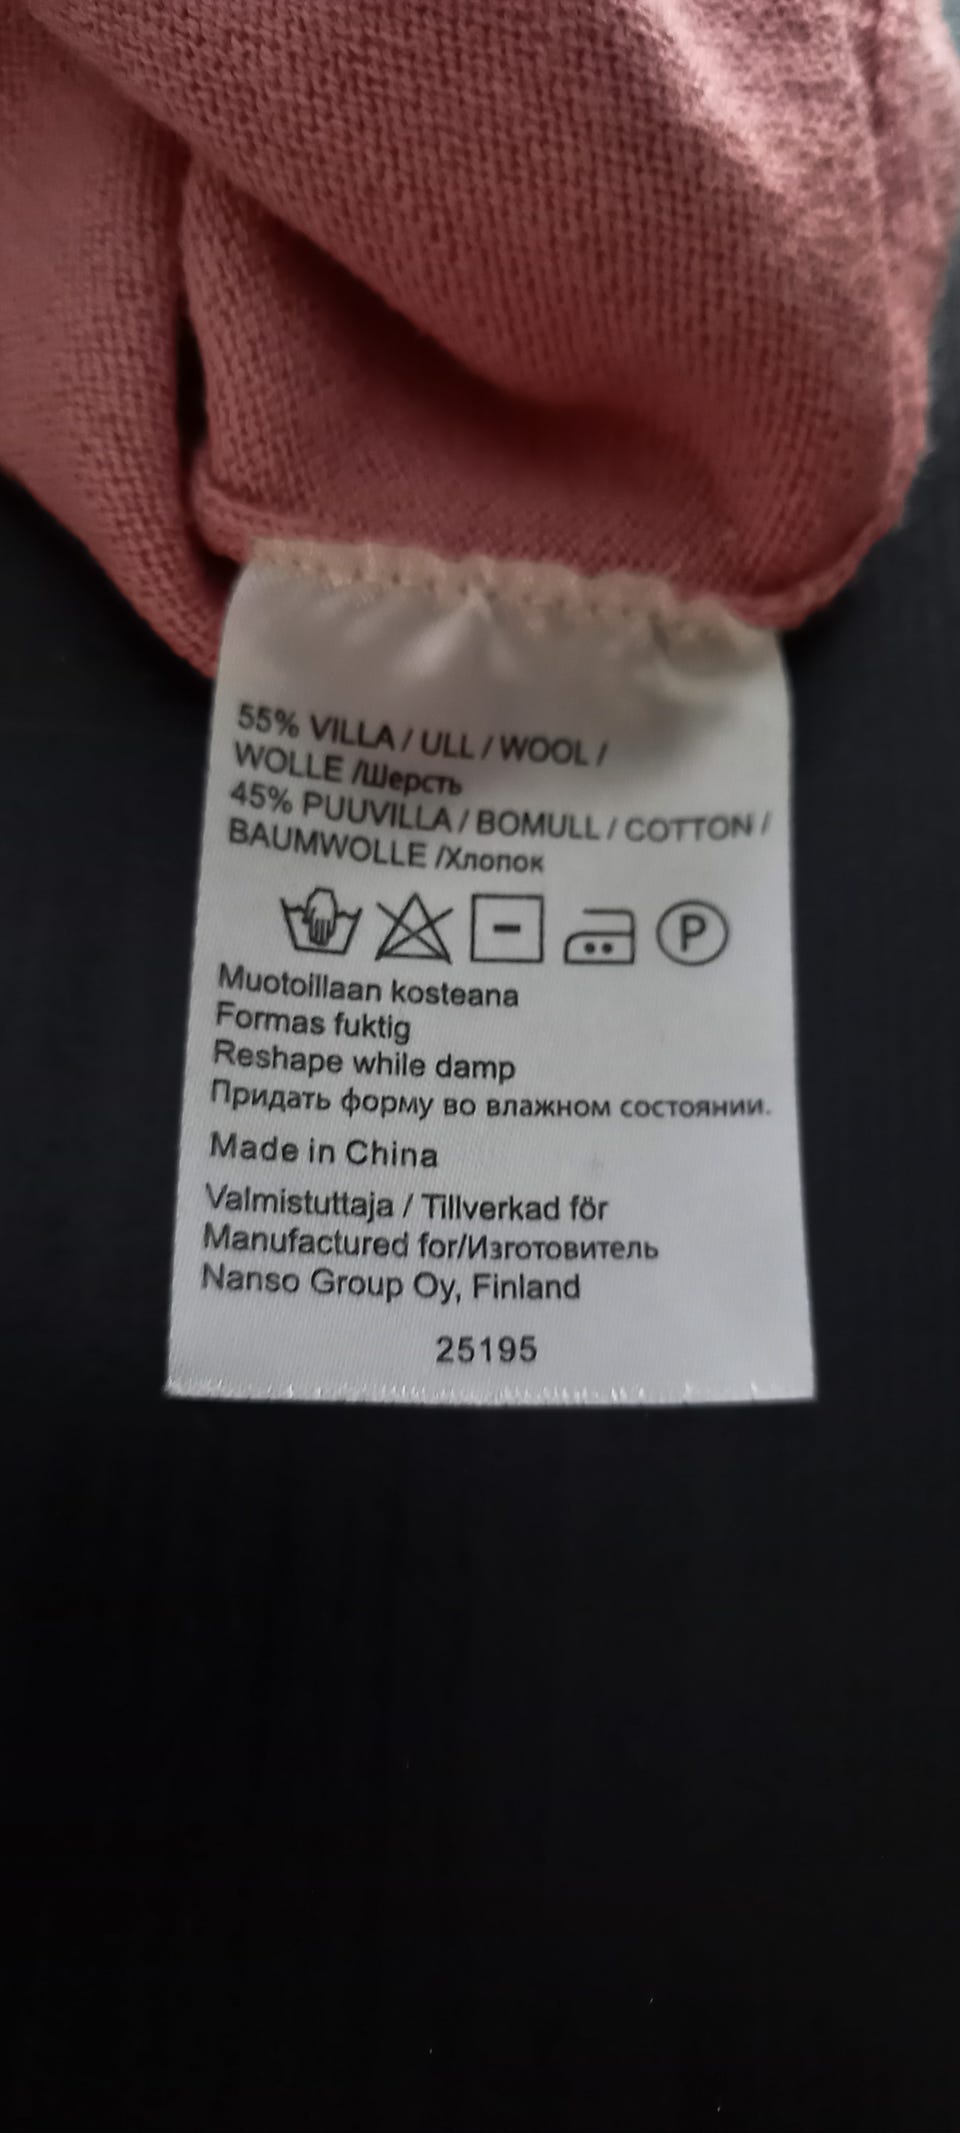 55% VILLA / ULL / WOOL /
WOLLE /Шерсть
45% PUUVILLA / BOMULL / COTTON /
BAUMWOLLE /Хлопок
P
Muotoillaan kosteana
Formas fuktig
Reshape while damp
Придать форму во влажном состоянии.
Made in China
Valmistuttaja / Tillverkad för
Manufactured for/Изготовитель
Nanso Group Oy, Finland
25195